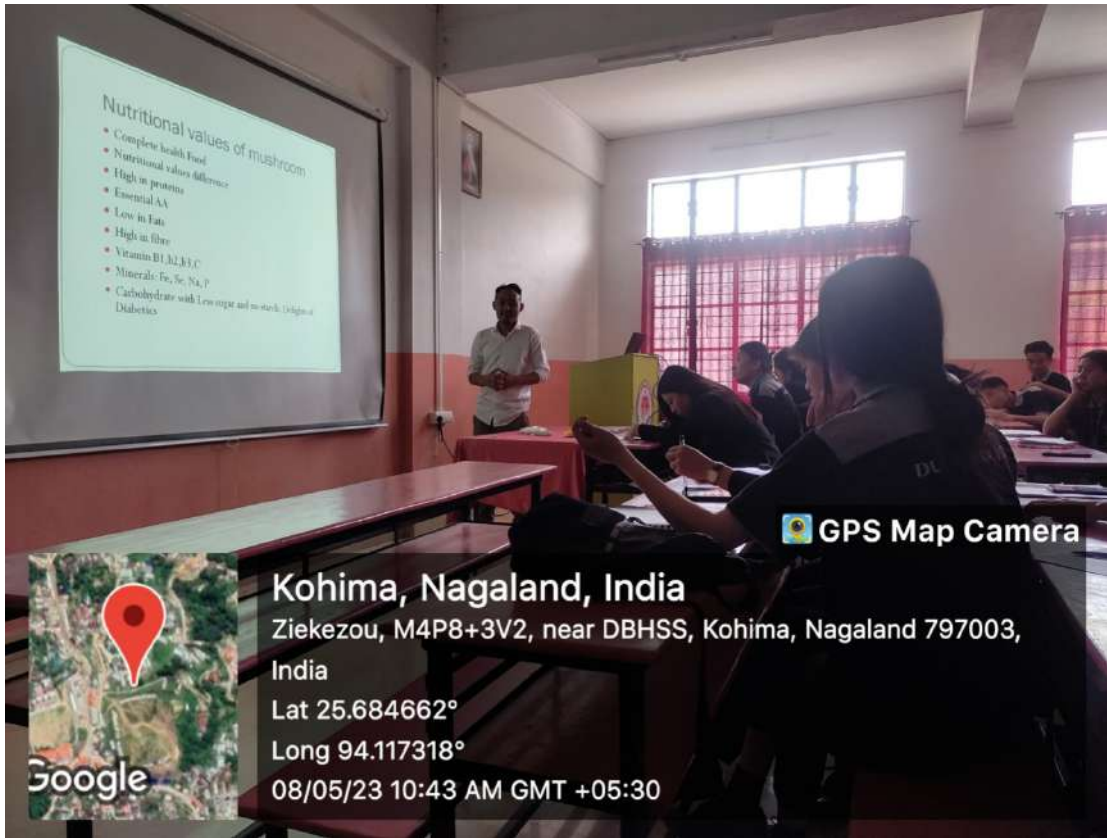 Nutritional values of mushroom
• Complete health Food
• Nutritional values difference
• High in proteins
• Essential AA
• Low in Fats
• High in fibre
• Vitamin B1,b2,b3,C
• Minerals: Fe, Se, Na, P
• Carbohydrate with Less sugar and no starch: Delights of
Diabetics
GPS Map Camera
Kohima, Nagaland, India
Ziekezou, M4P8+3V2, near DBHSS, Kohima, Nagaland 797003,
India
Lat 25.684662°
Long 94.117318°
08/05/23 10:43 AM GMT +05:30
Google